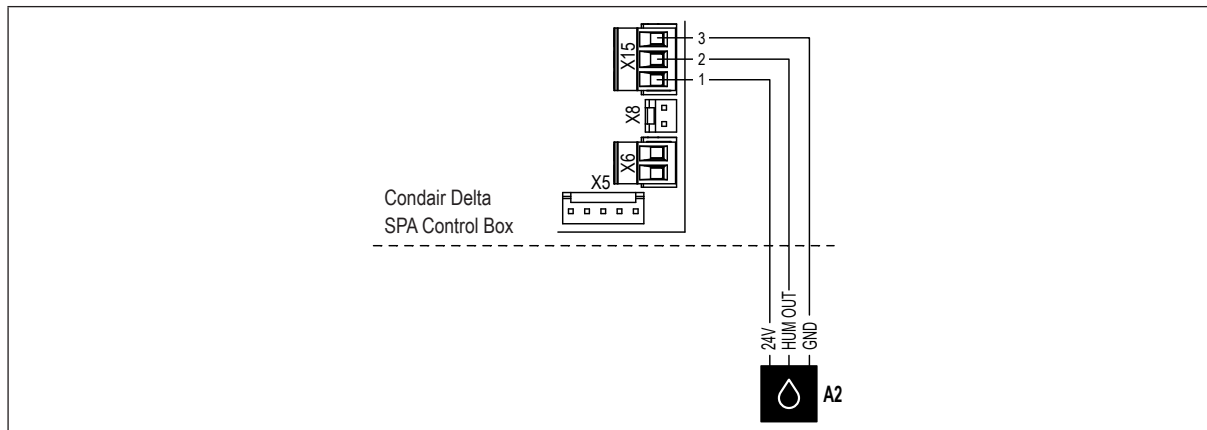 X15
3
2
1
X8
X6
X5
Condair Delta
SPA Control Box
24V
HUM OUT
GND
A2